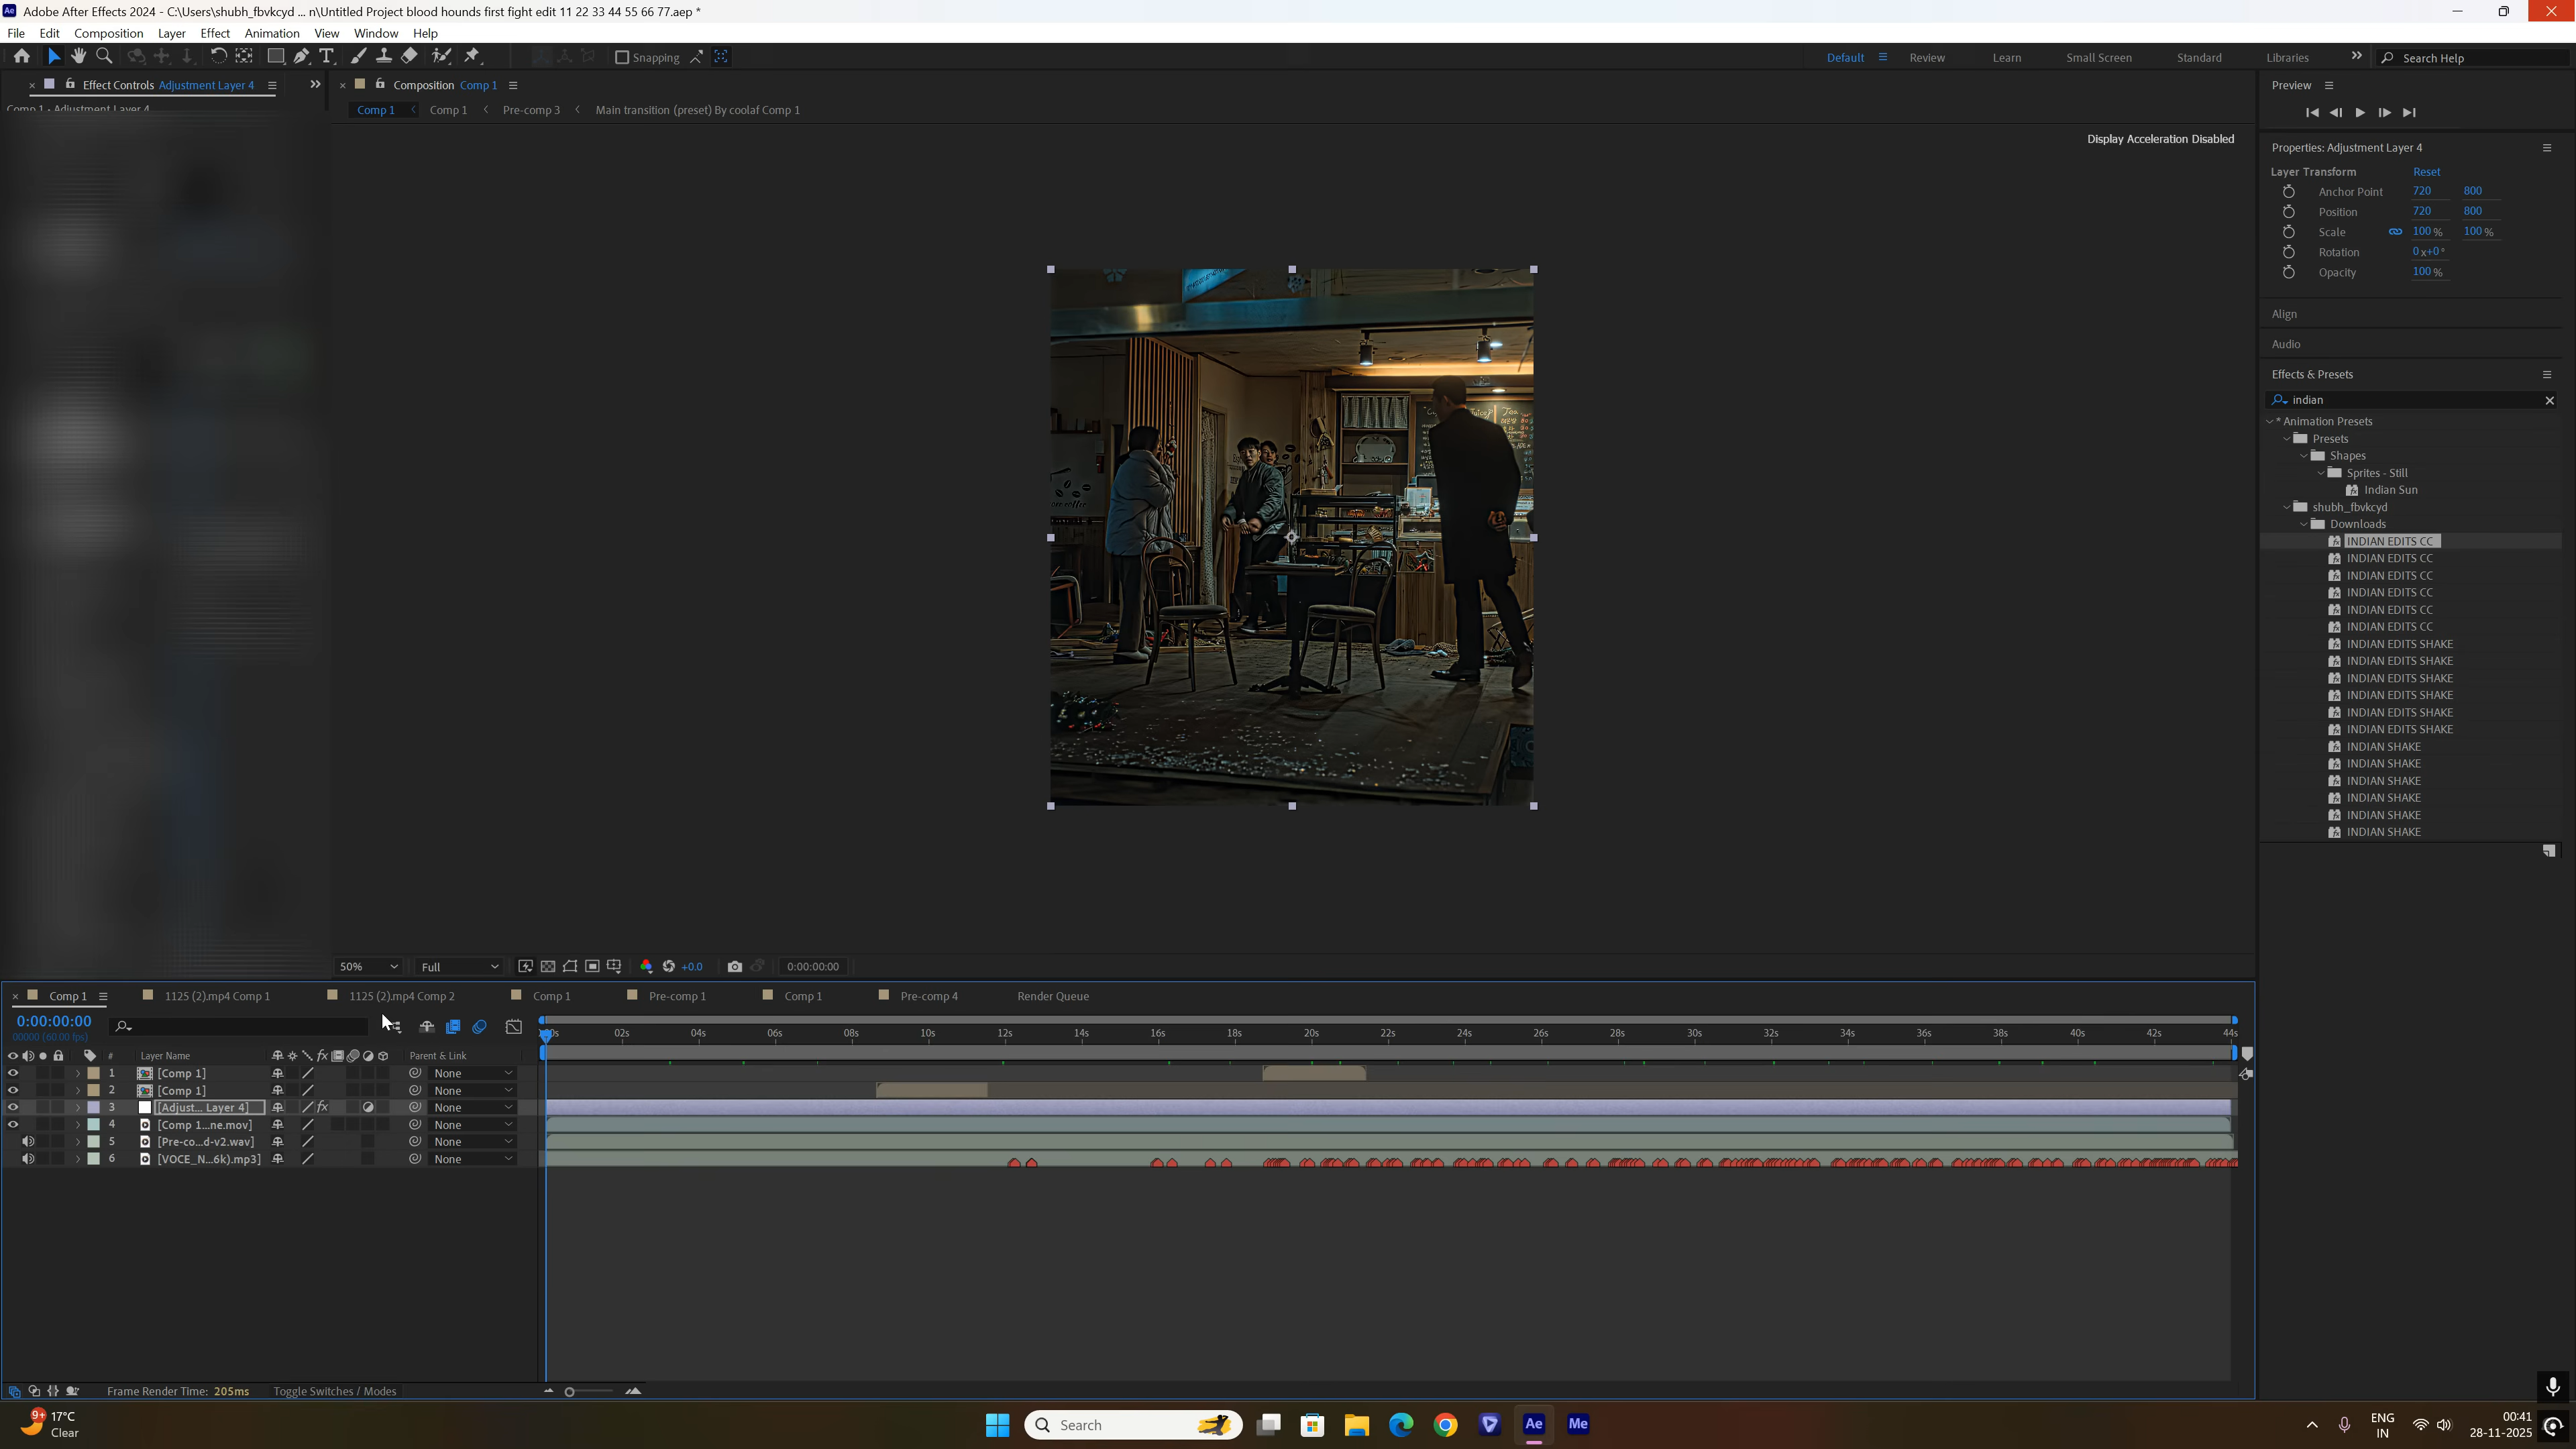 Adobe After Effects 2024 - C:\Users\shubh_fbvkcyd ... n\Untitled Project blood hounds first fight edit 11 22 33 44 55 66 77.aep *
File Edit Composition Layer Effect Animation View Window Help
Snapping
Default Review Learn Small Screen Standard Libraries Search Help
Effect Controls Adjustment Layer 4
Comp 1 • Adjustment Layer 4
Composition Comp 1
Comp 1 Comp 1 Pre-comp 3 Main transition (preset) By coolaf Comp 1
Display Acceleration Disabled
Preview
Properties: Adjustment Layer 4
Layer Transform Reset
Anchor Point 720 800
Position 720 800
Scale 100 % 100 %
Rotation 0x+0°
Opacity 100 %
Align
Audio
Effects & Presets
indian
* Animation Presets
Presets
Shapes
Sprites - Still
Indian Sun
shubh_fbvkcyd
Downloads
INDIAN EDITS CC
INDIAN EDITS CC
INDIAN EDITS CC
INDIAN EDITS CC
INDIAN EDITS CC
INDIAN EDITS CC
INDIAN EDITS SHAKE
INDIAN EDITS SHAKE
INDIAN EDITS SHAKE
INDIAN EDITS SHAKE
INDIAN EDITS SHAKE
INDIAN EDITS SHAKE
INDIAN SHAKE
INDIAN SHAKE
INDIAN SHAKE
INDIAN SHAKE
INDIAN SHAKE
INDIAN SHAKE
50% Full +0.0 0:00:00:00
Comp 1 1125 (2).mp4 Comp 1 1125 (2).mp4 Comp 2 Comp 1 Pre-comp 1 Comp 1 Pre-comp 4 Render Queue
0:00:00:00
00000 (60.00 fps)
02s 04s 06s 08s 10s 12s 14s 16s 18s 20s 22s 24s 26s 28s 30s 32s 34s 36s 38s 40s 42s 44s
# Layer Name Parent & Link
1 [Comp 1] None
2 [Comp 1] None
3 [Adjust... Layer 4] None
4 [Comp 1...ne.mov] None
5 [Pre-co...d-v2.wav] None
6 [VOCE_N...6k).mp3] None
Frame Render Time: 205ms Toggle Switches / Modes
9+ 17°C
Clear
Search
Ae Me
ENG
IN
00:41
28-11-2025